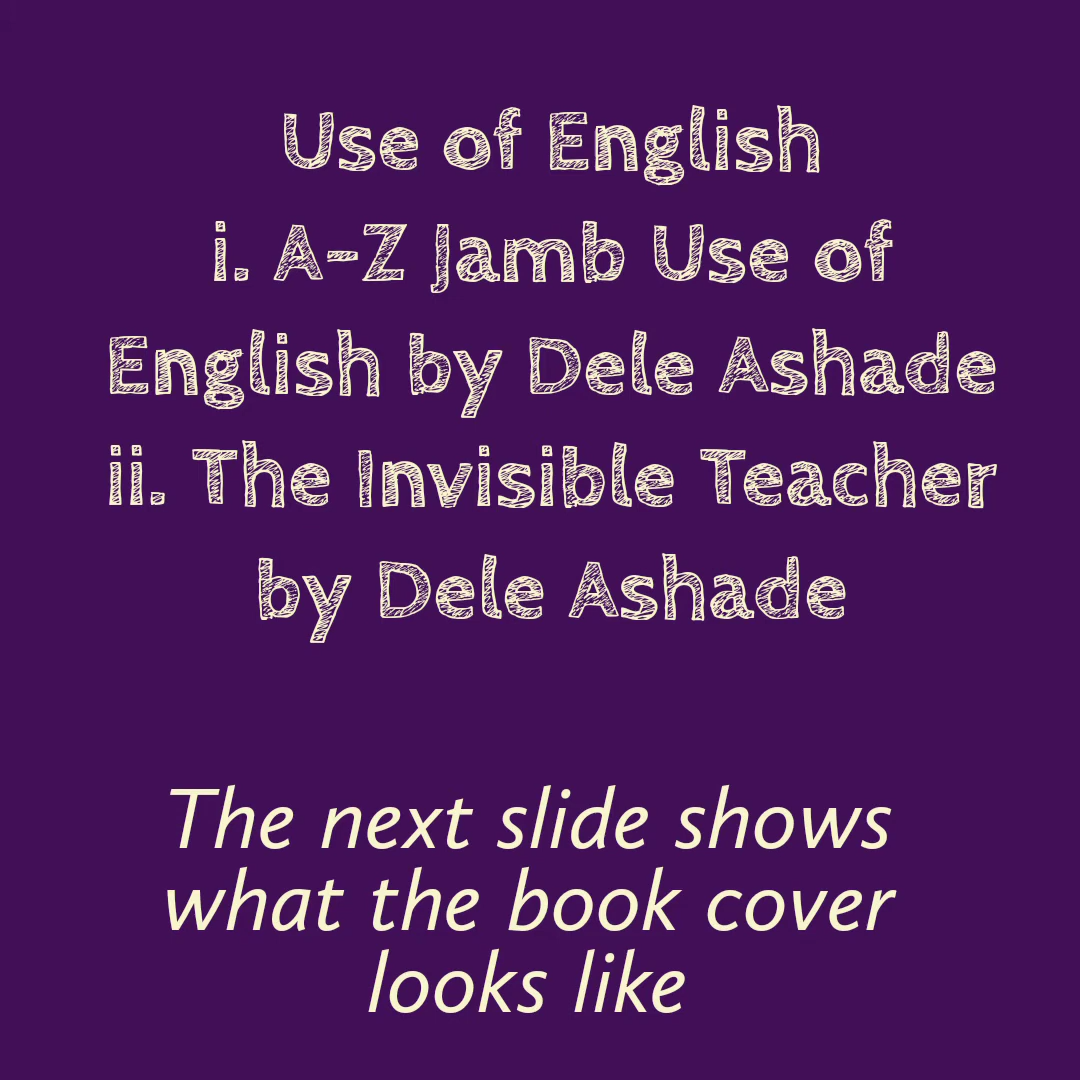 Use of English
i. A-Z Jamb Use of
English by Dele Ashade
ii. The Invisible Teacher
by Dele Ashade
The next slide shows
what the book cover
looks like